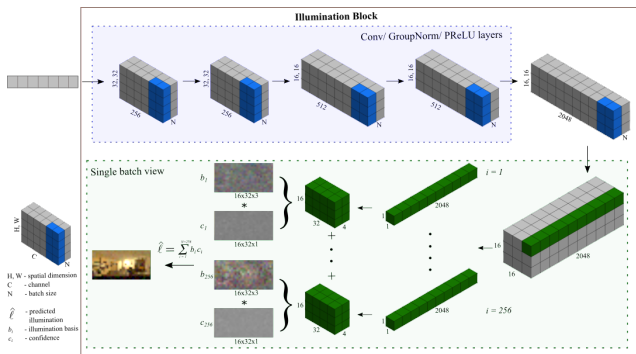 Illumination Block
Conv/ GroupNorm/ PReLU layers
32, 32
256
N
32, 32
256
N
16, 16
512
N
16, 16
512
N
16, 16
2048
N
Single batch view
b1
16x32x3
*
c1
16x32x1
16
32
4
1
1
2048
i = 1
+
+
b256
16x32x3
*
c256
16x32x1
16
32
4
1
1
2048
i = 256
16
16
2048
H, W
C
N
H, W - spatial dimension
C - channel
N - batch size
ℓ̂ - predicted
illumination
bᵢ - illumination basis
cᵢ - confidence